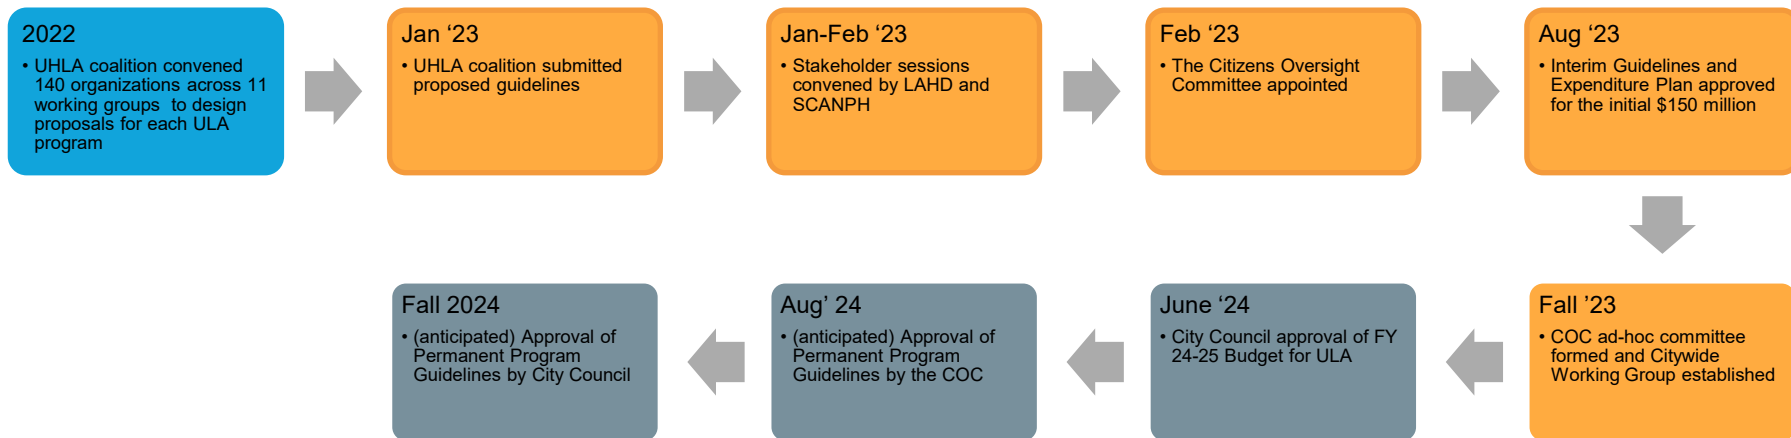 2022
• UHLA coalition convened
140 organizations across 11
working groups to design
proposals for each ULA
program
Jan ‘23
• UHLA coalition submitted
proposed guidelines
Jan-Feb ‘23
• Stakeholder sessions
convened by LAHD and
SCANPH
Feb ‘23
• The Citizens Oversight
Committee appointed
Aug ‘23
• Interim Guidelines and
Expenditure Plan approved
for the initial $150 million
Fall ’23
• COC ad-hoc committee
formed and Citywide
Working Group established
June ‘24
• City Council approval of FY
24-25 Budget for ULA
Aug’ 24
• (anticipated) Approval of
Permanent Program
Guidelines by the COC
Fall 2024
• (anticipated) Approval of
Permanent Program
Guidelines by City Council